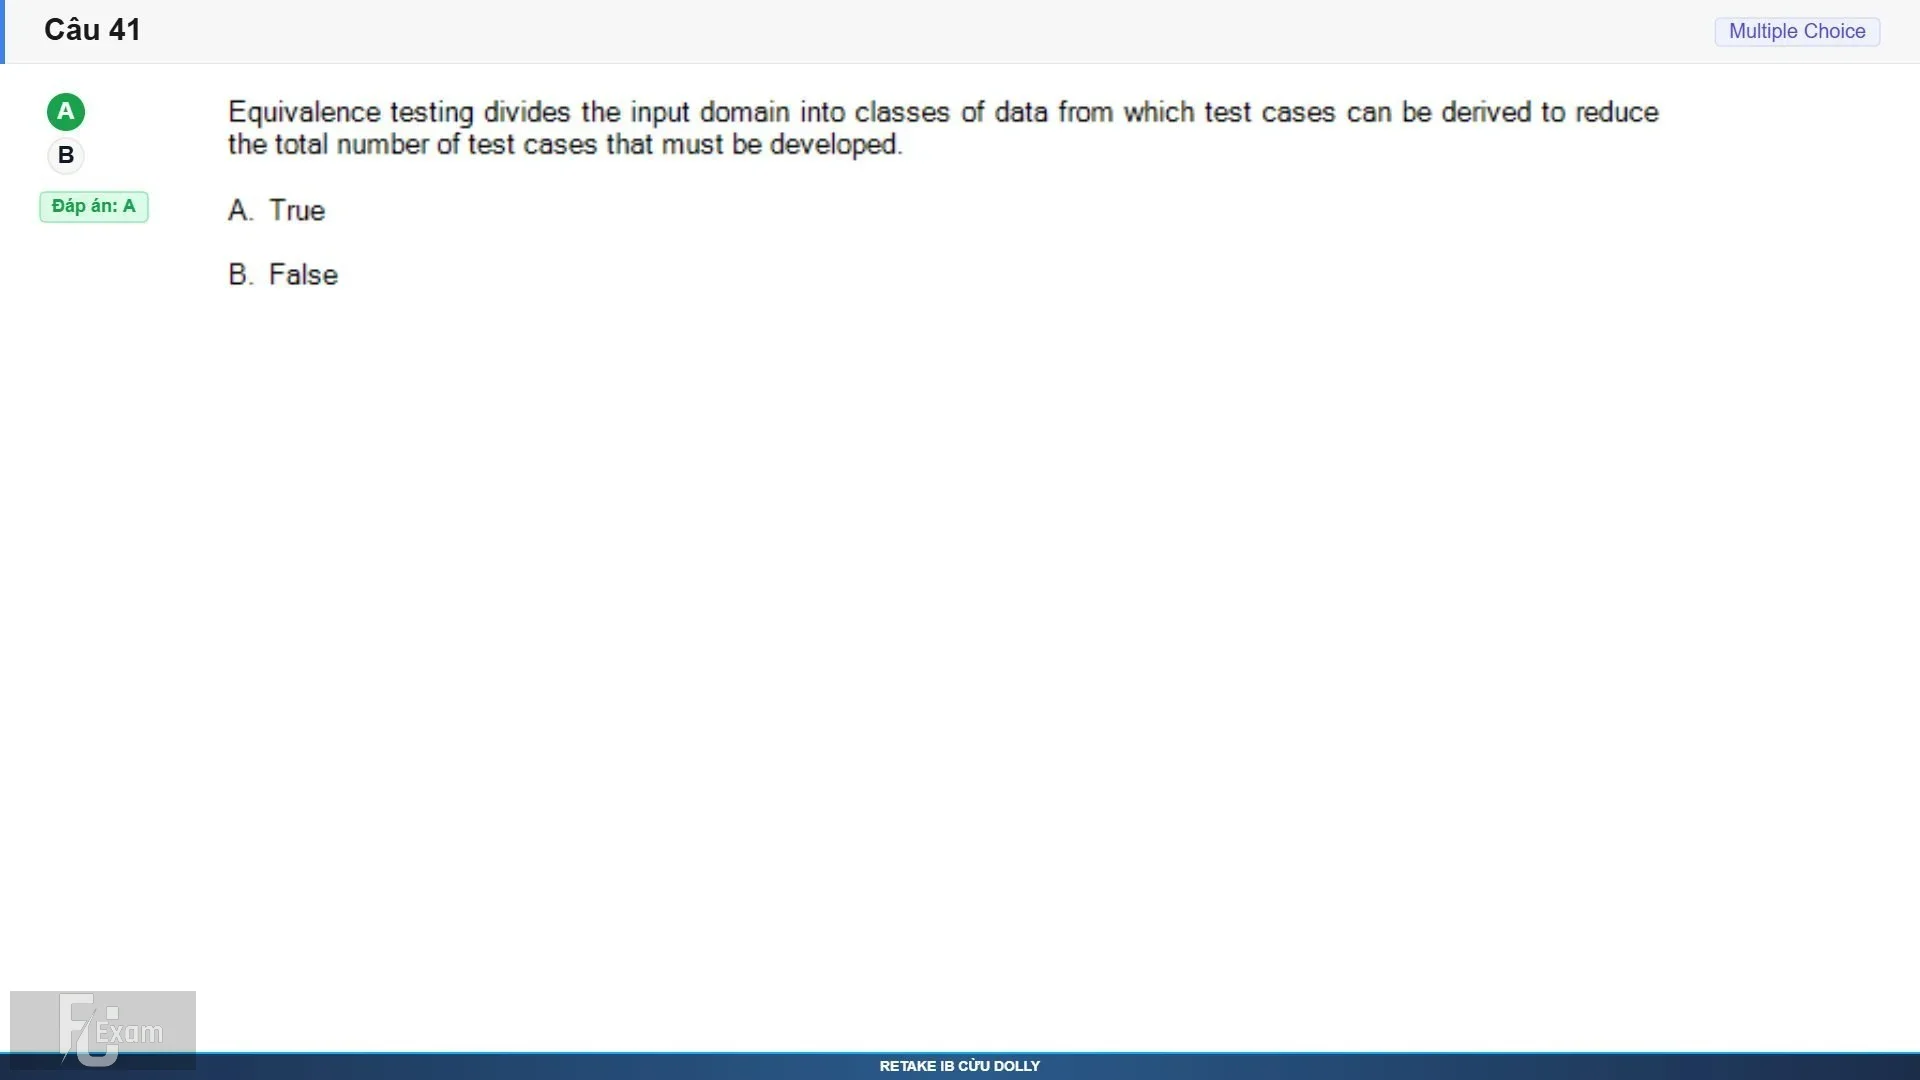 Câu 41
Multiple Choice
A
B
Đáp án: A
Equivalence testing divides the input domain into classes of data from which test cases can be derived to reduce
the total number of test cases that must be developed.
A. True
B. False
FU Exam
RETAKE IB CỪU DOLLY